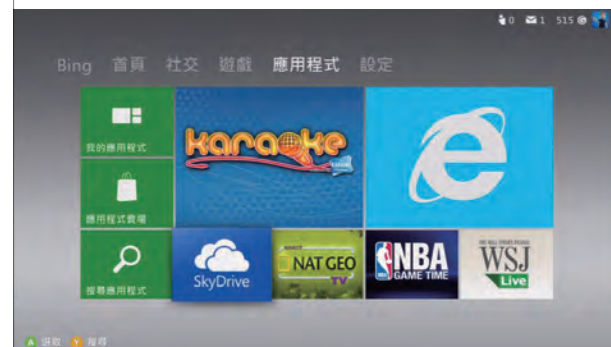 0 1 515 G
Bing 首頁 社交 遊戲 應用程式 設定
我的應用程式
karaoke
應用程式賣場
搜尋應用程式
SkyDrive
NAT GEO
TV
NBA
GAME TIME
WSJ
Live
A 選取 Y 搜尋